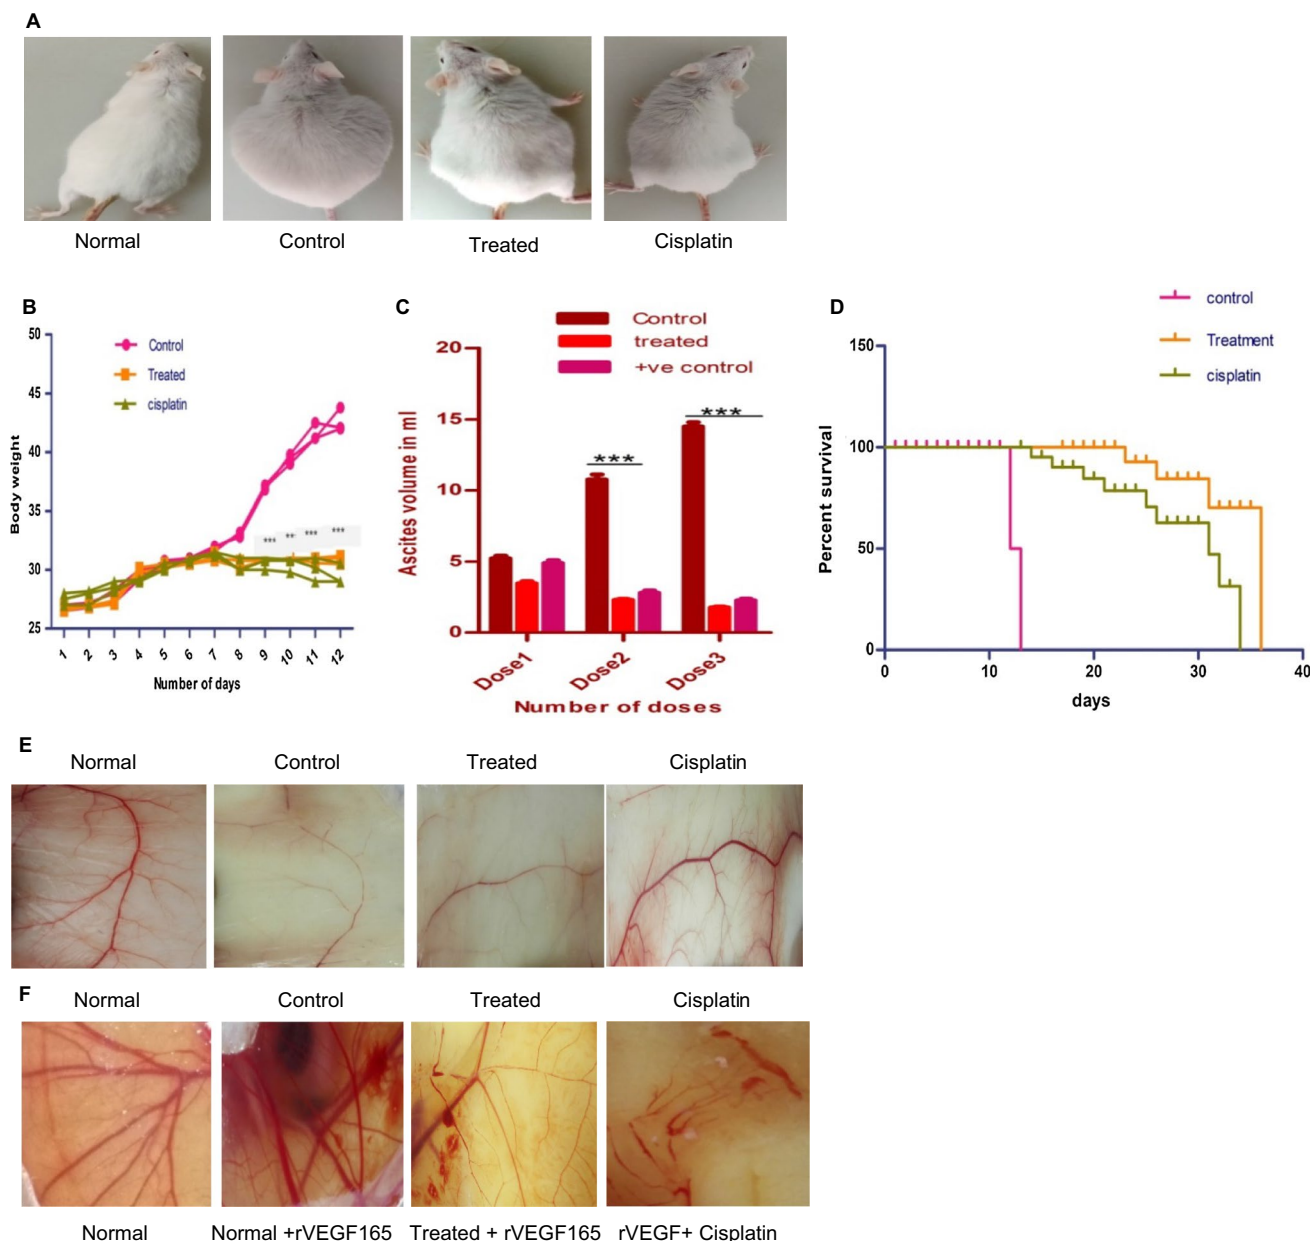 A
Normal
Control
Treated
Cisplatin
B
50
45
40
35
30
25
Body weight
Control
Treated
cisplatin
***
**
***
***
1
2
3
4
5
6
7
8
9
10
11
12
Number of days
C
Control
treated
+ve control
20
15
10
5
0
Ascites volume in ml
***
***
Dose1
Dose2
Dose3
Number of doses
D
control
Treatment
cisplatin
150
100
50
0
Percent survival
0
10
20
30
40
days
E
Normal
Control
Treated
Cisplatin
F
Normal
Control
Treated
Cisplatin
Normal
Normal +rVEGF165
Treated + rVEGF165
rVEGF+ Cisplatin